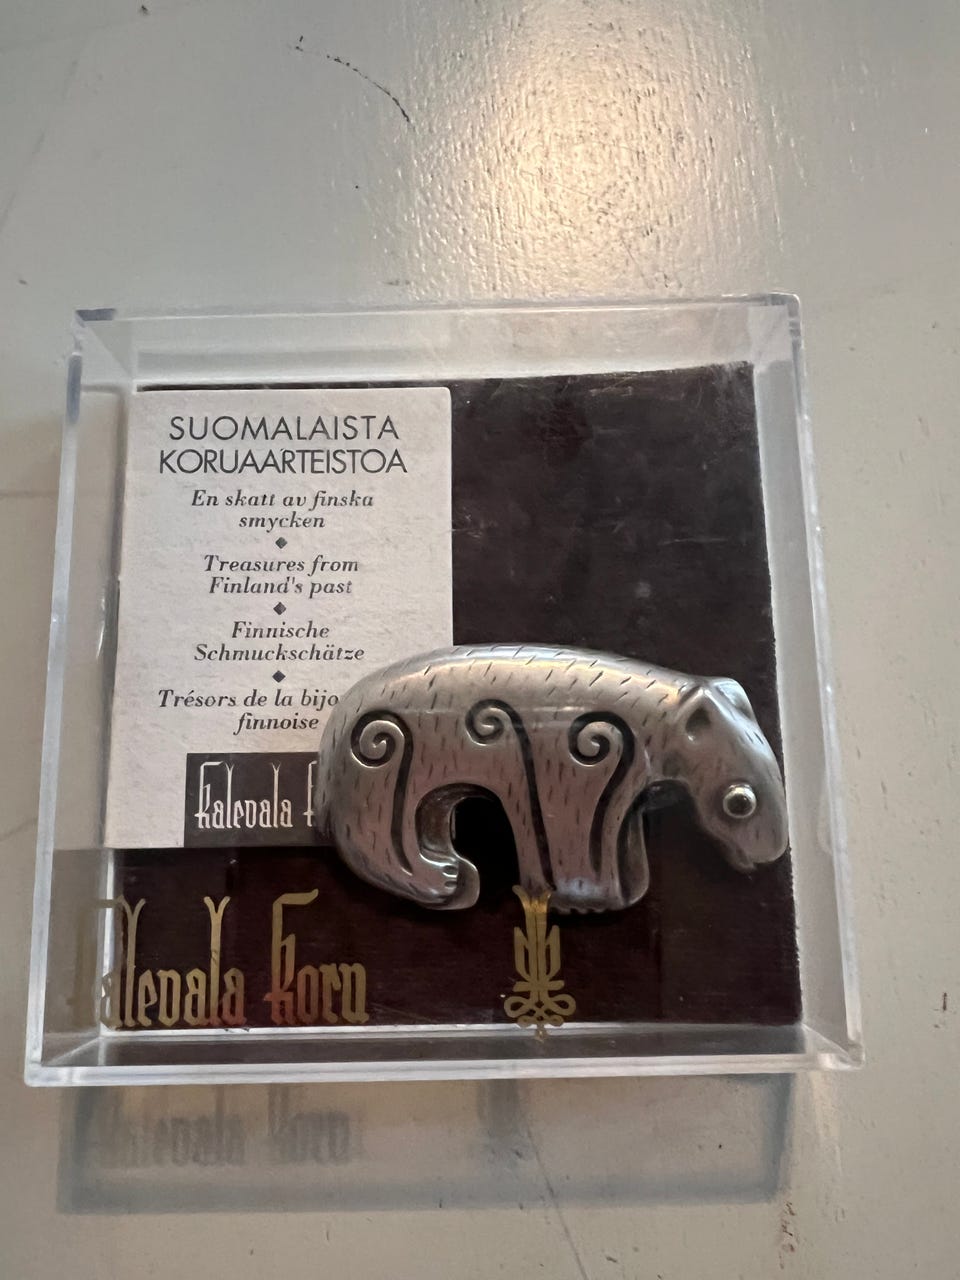 SUOMALAISTA
KORUAARTEISTOA
En skatt av finska
smycken
Treasures from
Finland's past
Finnische
Schmuckschätze
Trésors de la bijo
finnoise
Kalevala
Kalevala Koru